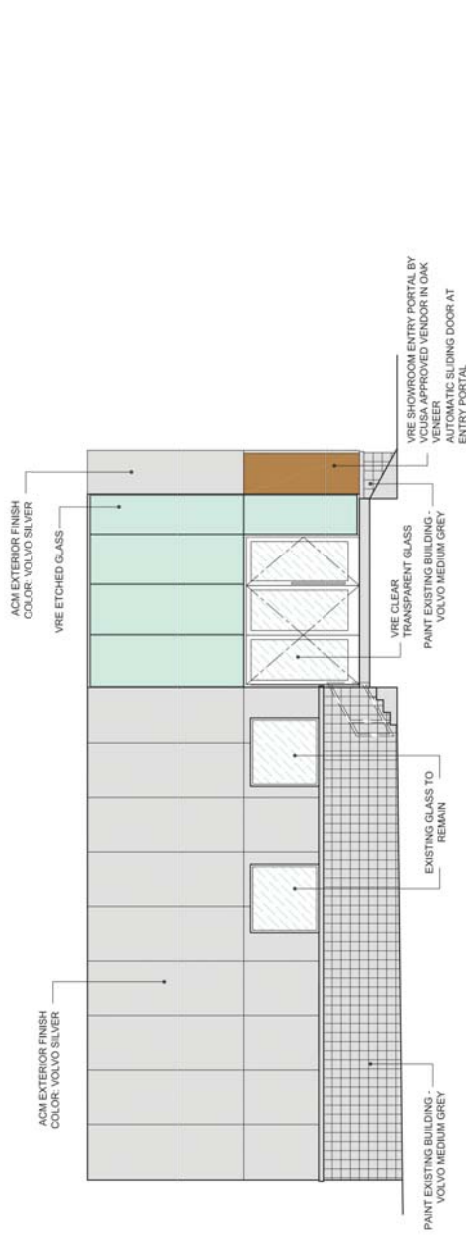 ACM EXTERIOR FINISH
COLOR: VOLVO SILVER
ACM EXTERIOR FINISH
COLOR: VOLVO SILVER
VRE ETCHED GLASS
PAINT EXISTING BUILDING -
VOLVO MEDIUM GREY
EXISTING GLASS TO
REMAIN
VRE CLEAR
TRANSPARENT GLASS
PAINT EXISTING BUILDING -
VOLVO MEDIUM GREY
VRE SHOWROOM ENTRY PORTAL BY
VCUSA APPROVED VENDOR IN OAK
VENEER
AUTOMATIC SLIDING DOOR AT
ENTRY PORTAL